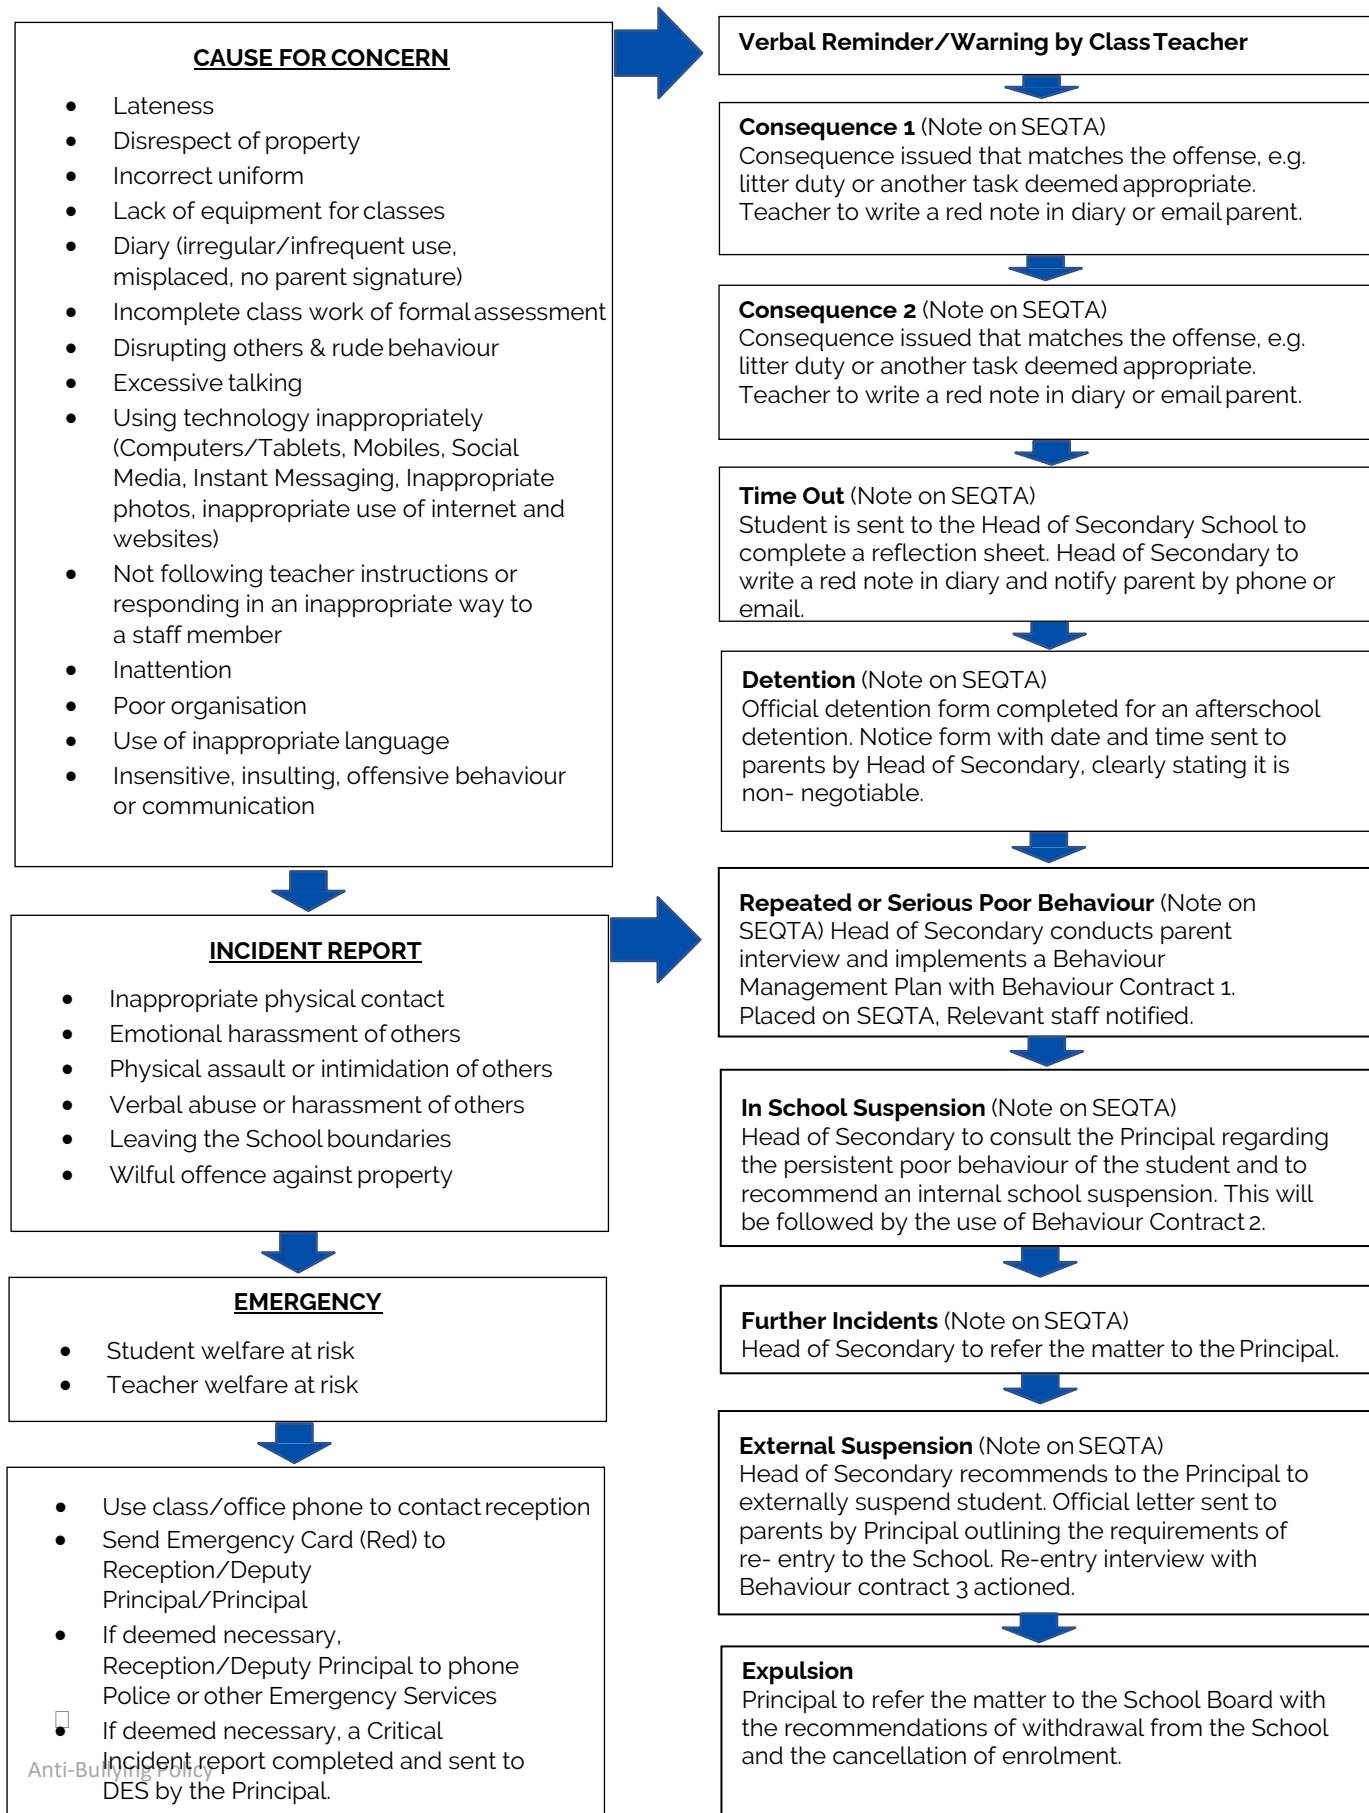 CAUSE FOR CONCERN
• Lateness
• Disrespect of property
• Incorrect uniform
• Lack of equipment for classes
• Diary (irregular/infrequent use,
misplaced, no parent signature)
• Incomplete class work of formal assessment
• Disrupting others & rude behaviour
• Excessive talking
• Using technology inappropriately
(Computers/Tablets, Mobiles, Social
Media, Instant Messaging, Inappropriate
photos, inappropriate use of internet and
websites)
• Not following teacher instructions or
responding in an inappropriate way to
a staff member
• Inattention
• Poor organisation
• Use of inappropriate language
• Insensitive, insulting, offensive behaviour
or communication
INCIDENT REPORT
• Inappropriate physical contact
• Emotional harassment of others
• Physical assault or intimidation of others
• Verbal abuse or harassment of others
• Leaving the School boundaries
• Wilful offence against property
EMERGENCY
• Student welfare at risk
• Teacher welfare at risk
• Use class/office phone to contact reception
• Send Emergency Card (Red) to
Reception/Deputy
Principal/Principal
• If deemed necessary,
Reception/Deputy Principal to phone
Police or other Emergency Services
• If deemed necessary, a Critical
Incident report completed and sent to
DES by the Principal.
Anti-Bullying Policy
Verbal Reminder/Warning by Class Teacher
Consequence 1 (Note on SEQTA)
Consequence issued that matches the offense, e.g.
litter duty or another task deemed appropriate.
Teacher to write a red note in diary or email parent.
Consequence 2 (Note on SEQTA)
Consequence issued that matches the offense, e.g.
litter duty or another task deemed appropriate.
Teacher to write a red note in diary or email parent.
Time Out (Note on SEQTA)
Student is sent to the Head of Secondary School to
complete a reflection sheet. Head of Secondary to
write a red note in diary and notify parent by phone or
email.
Detention (Note on SEQTA)
Official detention form completed for an afterschool
detention. Notice form with date and time sent to
parents by Head of Secondary, clearly stating it is
non- negotiable.
Repeated or Serious Poor Behaviour (Note on
SEQTA) Head of Secondary conducts parent
interview and implements a Behaviour
Management Plan with Behaviour Contract 1.
Placed on SEQTA, Relevant staff notified.
In School Suspension (Note on SEQTA)
Head of Secondary to consult the Principal regarding
the persistent poor behaviour of the student and to
recommend an internal school suspension. This will
be followed by the use of Behaviour Contract 2.
Further Incidents (Note on SEQTA)
Head of Secondary to refer the matter to the Principal.
External Suspension (Note on SEQTA)
Head of Secondary recommends to the Principal to
externally suspend student. Official letter sent to
parents by Principal outlining the requirements of
re- entry to the School. Re-entry interview with
Behaviour contract 3 actioned.
Expulsion
Principal to refer the matter to the School Board with
the recommendations of withdrawal from the School
and the cancellation of enrolment.